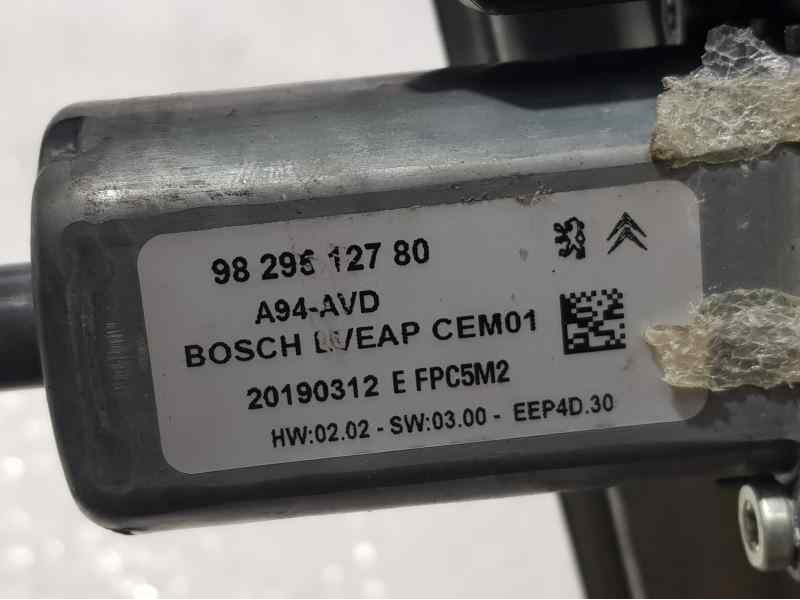 98 295 127 80
A94-AVD
BOSCH CEM01
20190312 E FPC5M2
HW:02.02 - SW:03.00 - EEP4D.30